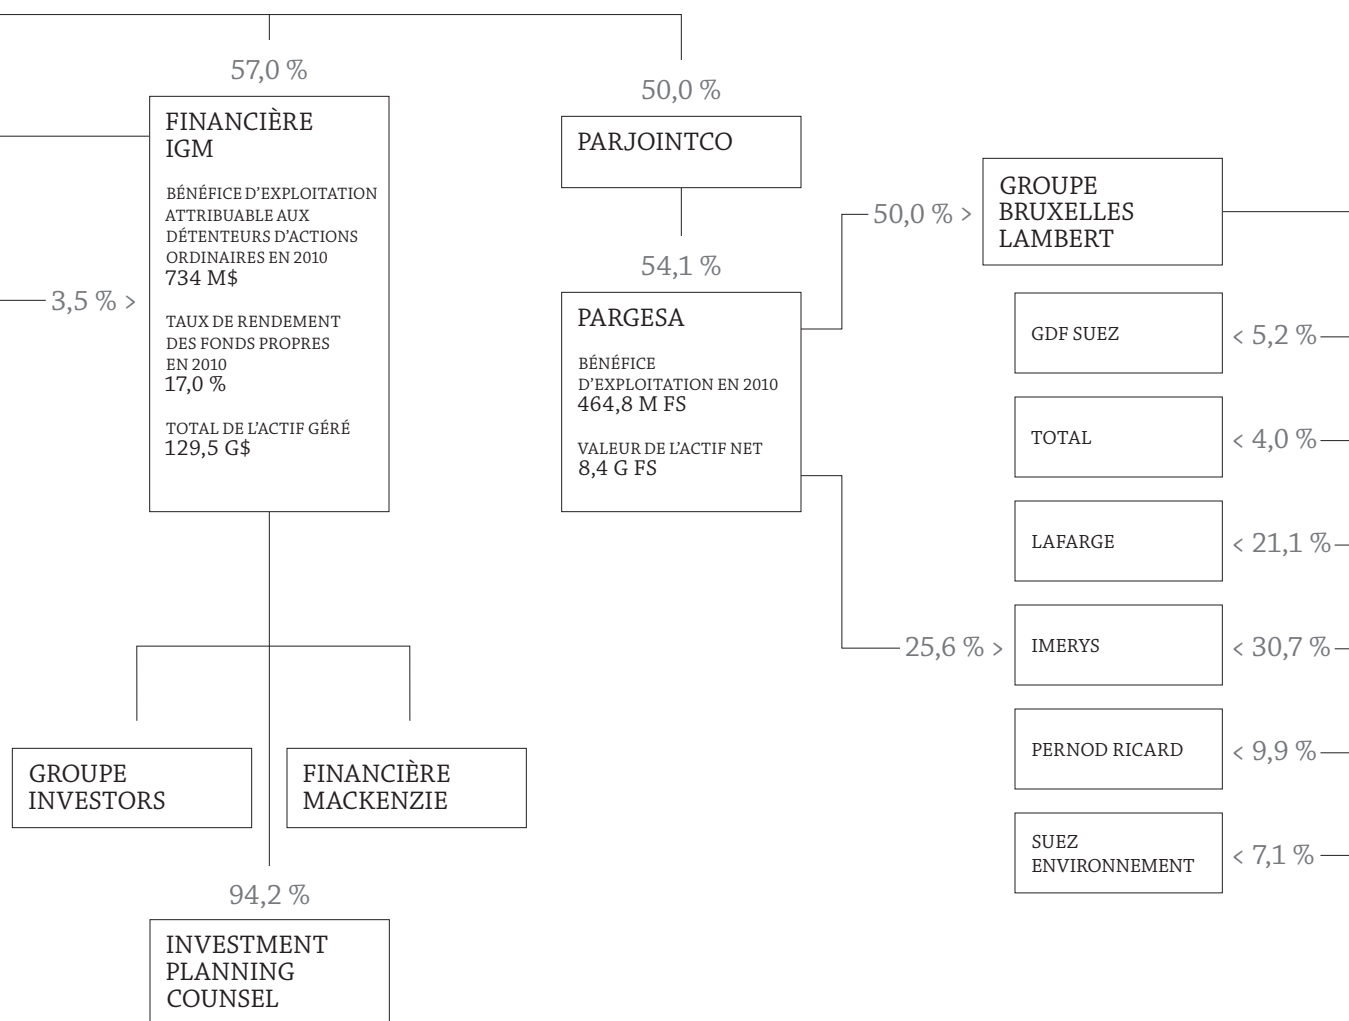 57,0 %
FINANCIÈRE
IGM
BÉNÉFICE D'EXPLOITATION
ATTRIBUABLE AUX
DÉTENTEURS D'ACTIONS
ORDINAIRES EN 2010
734 M$
TAUX DE RENDEMENT
DES FONDS PROPRES
EN 2010
17,0 %
TOTAL DE L'ACTIF GÉRÉ
129,5 G$
3,5 % >
GROUPE
INVESTORS
FINANCIÈRE
MACKENZIE
94,2 %
INVESTMENT
PLANNING
COUNSEL
50,0 %
PARJOINTCO
54,1 %
PARGESA
BÉNÉFICE
D'EXPLOITATION EN 2010
464,8 M FS
VALEUR DE L'ACTIF NET
8,4 G FS
50,0 % >
GROUPE
BRUXELLES
LAMBERT
GDF SUEZ
< 5,2 %
TOTAL
< 4,0 %
LAFARGE
< 21,1 %
25,6 % >
IMERYS
< 30,7 %
PERNOD RICARD
< 9,9 %
SUEZ
ENVIRONNEMENT
< 7,1 %